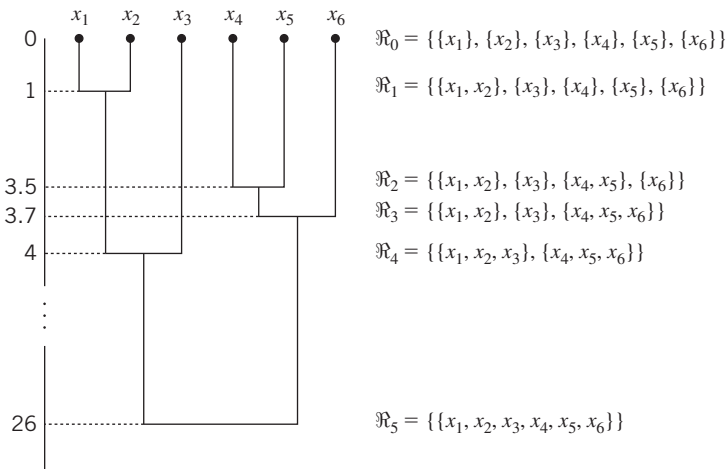 x₁ x₂ x₃ x₄ x₅ x₆
0 ℜ₀ = {{x₁}, {x₂}, {x₃}, {x₄}, {x₅}, {x₆}}
1 ℜ₁ = {{x₁, x₂}, {x₃}, {x₄}, {x₅}, {x₆}}
3.5 ℜ₂ = {{x₁, x₂}, {x₃}, {x₄, x₅}, {x₆}}
3.7 ℜ₃ = {{x₁, x₂}, {x₃}, {x₄, x₅, x₆}}
4 ℜ₄ = {{x₁, x₂, x₃}, {x₄, x₅, x₆}}
26 ℜ₅ = {{x₁, x₂, x₃, x₄, x₅, x₆}}